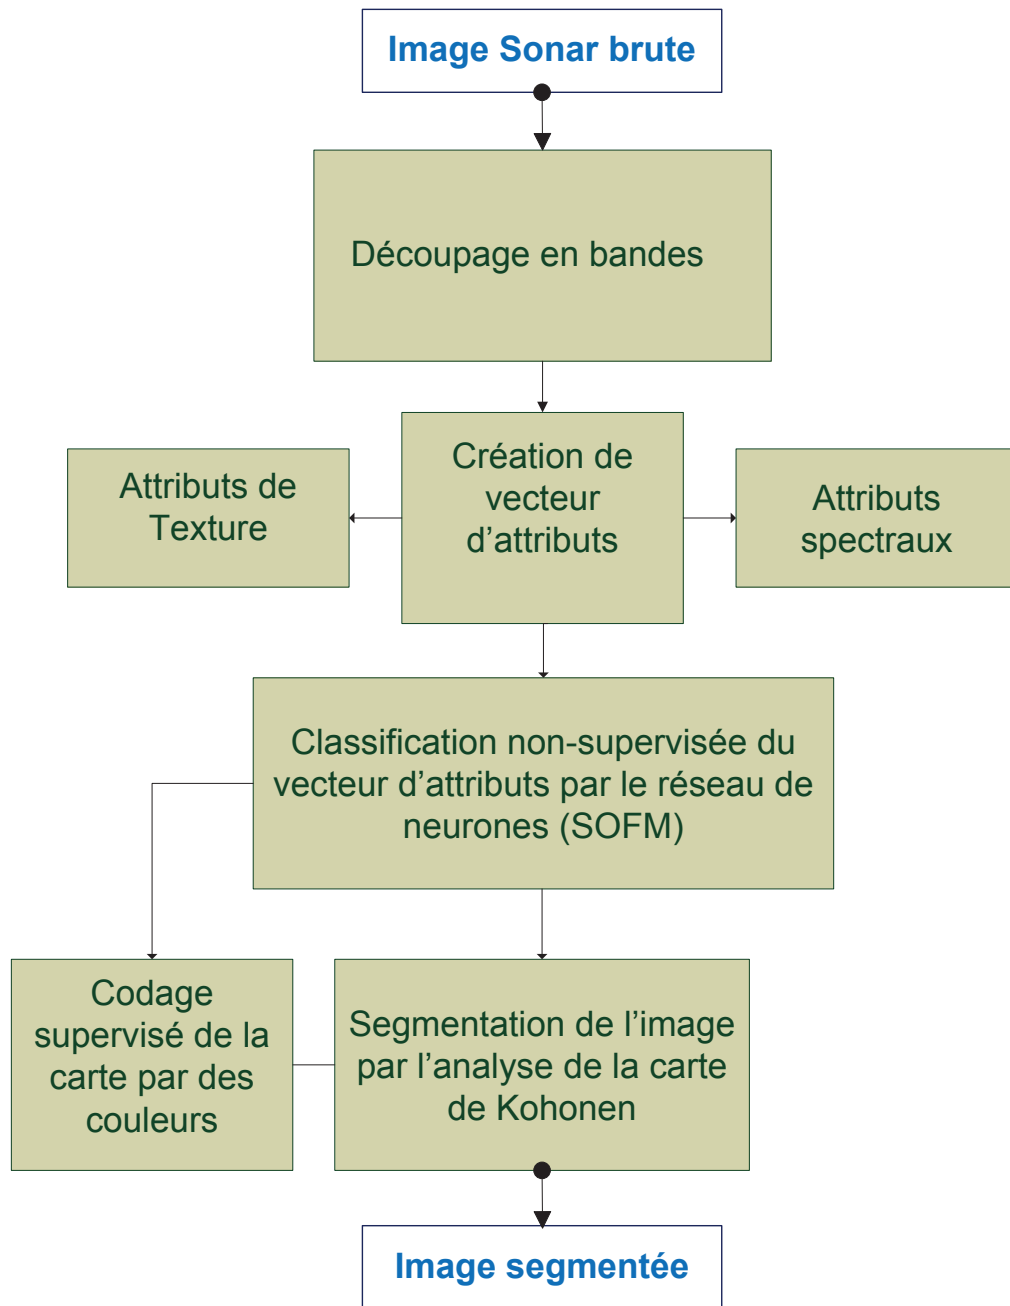 Image Sonar brute
Découpage en bandes
Attributs de
Texture
Création de
vecteur
d’attributs
Attributs
spectraux
Classification non-supervisée du
vecteur d’attributs par le réseau de
neurones (SOFM)
Codage
supervisé de la
carte par des
couleurs
Segmentation de l’image
par l’analyse de la carte
de Kohonen
Image segmentée